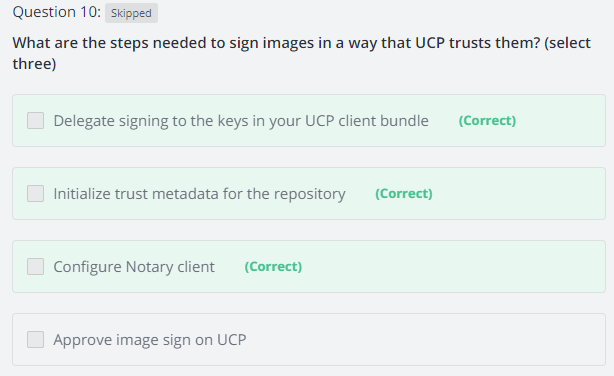 Question 10: Skipped
What are the steps needed to sign images in a way that UCP trusts them? (select
three)
Delegate signing to the keys in your UCP client bundle (Correct)
Initialize trust metadata for the repository (Correct)
Configure Notary client (Correct)
Approve image sign on UCP